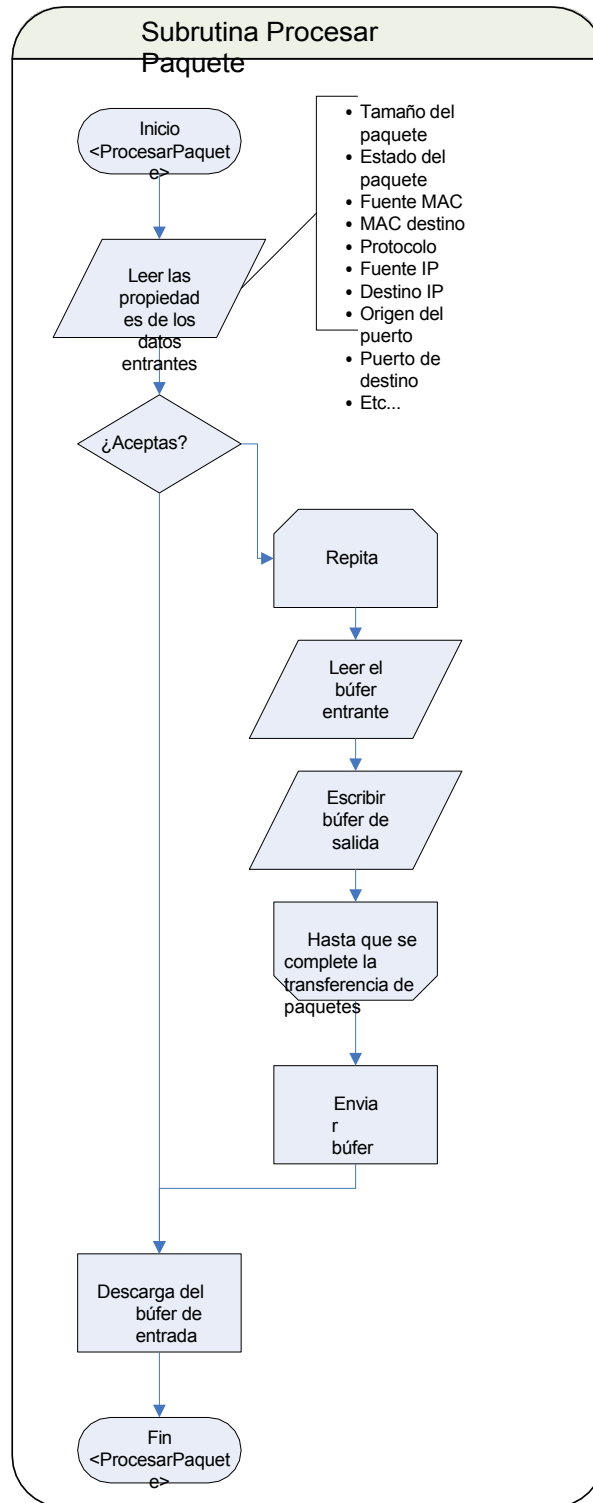 Subrutina Procesar
Paquete
Inicio
<ProcesarPaquet
e>
• Tamaño del
paquete
• Estado del
paquete
• Fuente MAC
• MAC destino
• Protocolo
• Fuente IP
• Destino IP
• Origen del
puerto
• Puerto de
destino
• Etc...
Leer las
propiedad
es de los
datos
entrantes
¿Aceptas?
Repita
Leer el
búfer
entrante
Escribir
búfer de
salida
Hasta que se
complete la
transferencia de
paquetes
Envia
r
búfer
Descarga del
búfer de
entrada
Fin
<ProcesarPaquet
e>